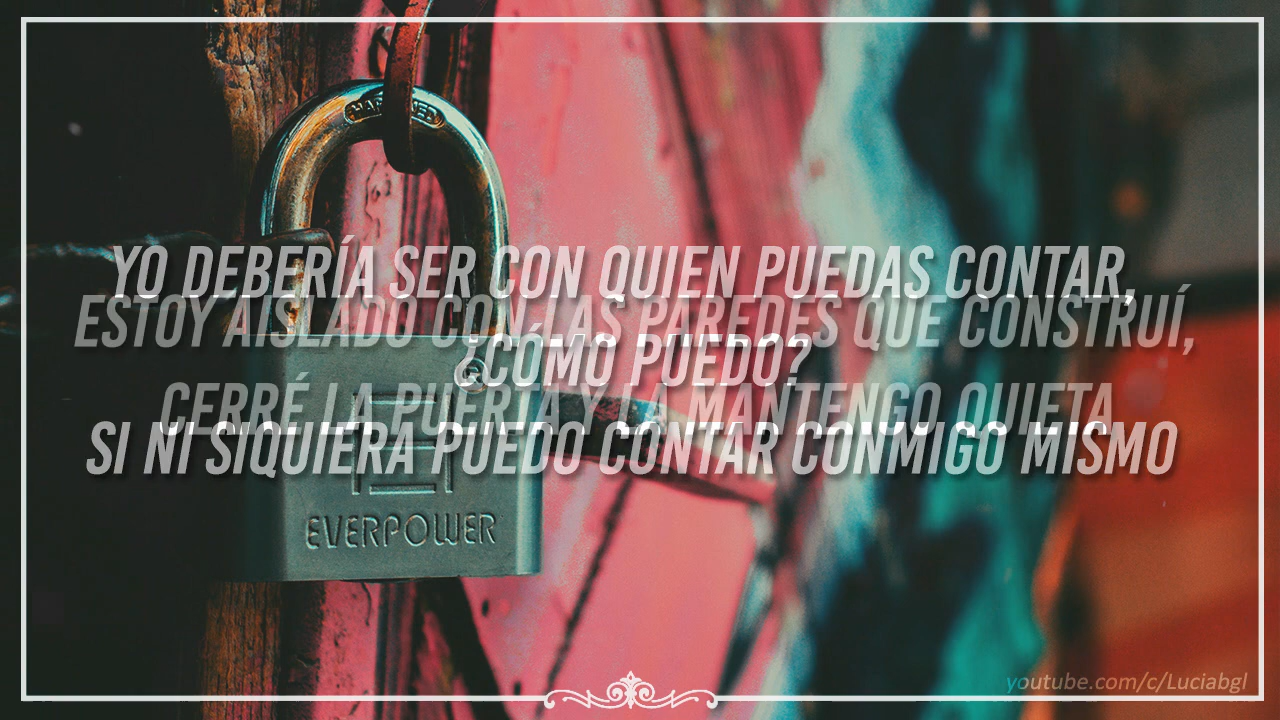 HARDENED
YO DEBERÍA SER CON QUIEN PUEDAS CONTAR,
¿CÓMO PUEDO?
SI NI SIQUIERA PUEDO CONTAR CONMIGO MISMO
ESTOY AISLADO CON LAS PAREDES QUE CONSTRUÍ,
CERRÉ LA PUERTA Y LA MANTENGO QUIETA
EVERPOWER
youtube.com/c/Luciabgl